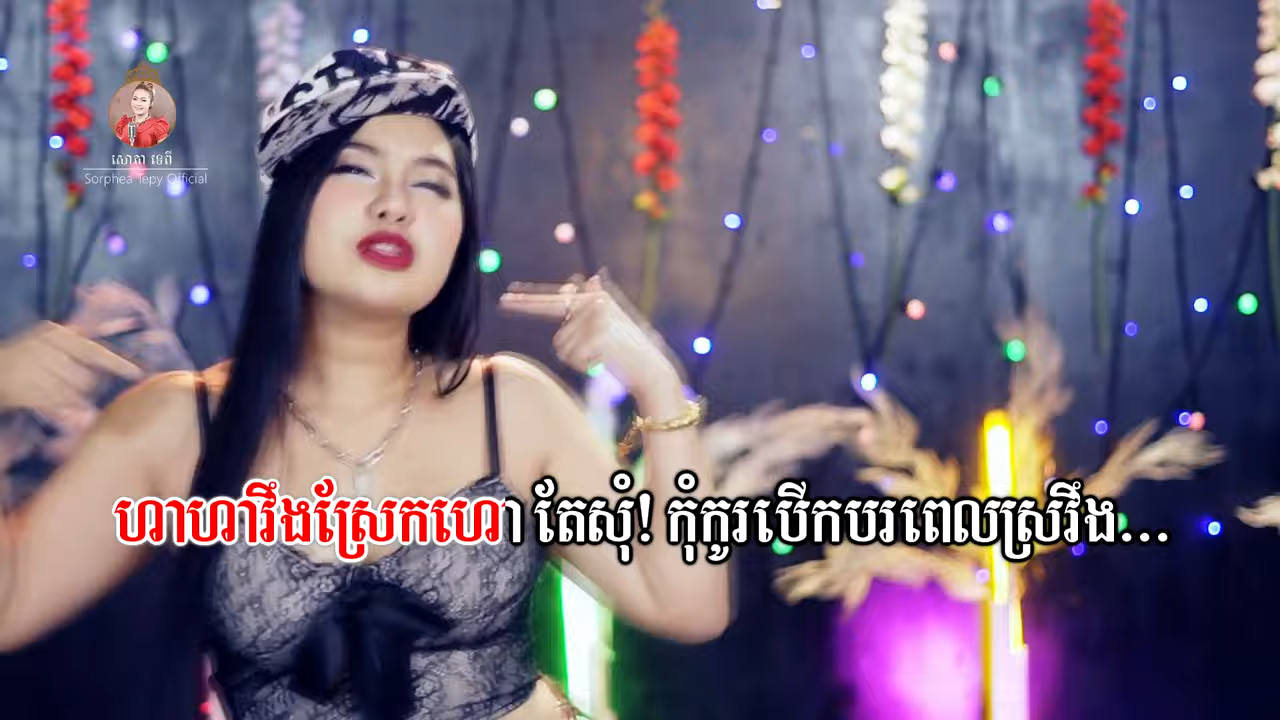 សោភា ទេពី
Sorphea Tepy Official
ហាហារវឹងស្រែកហោ តែសុំ! កុំកូរបើកបរពេលស្រវឹង...